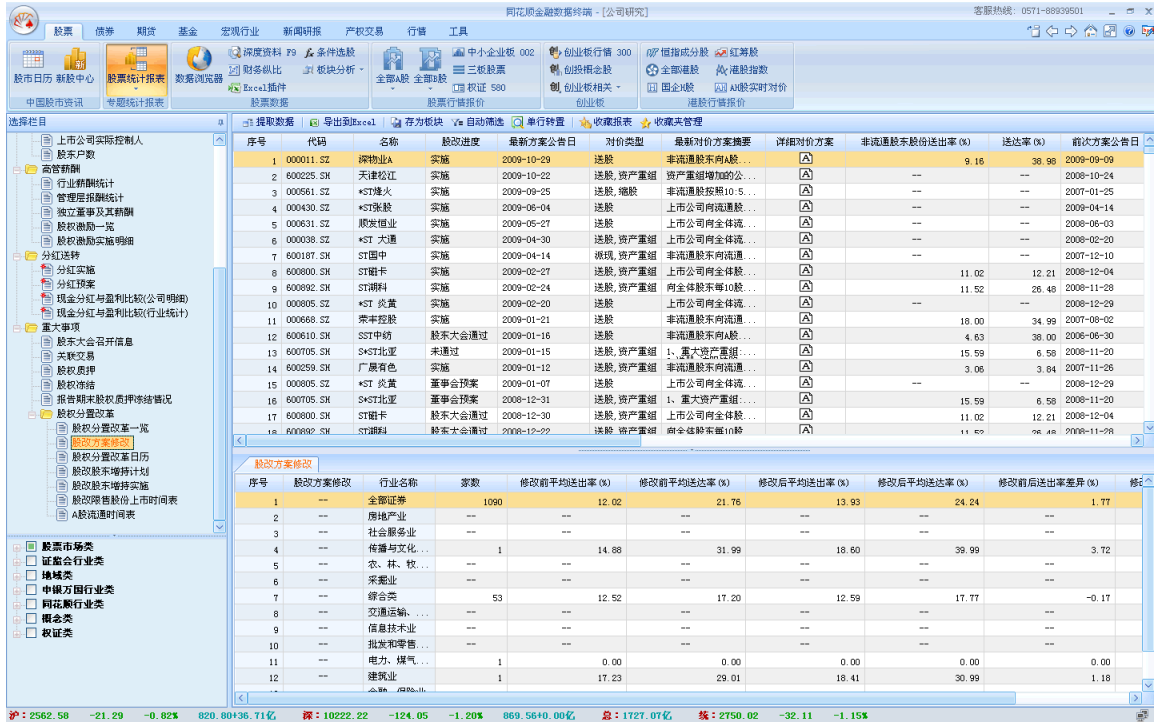 同花顺金融数据终端 - [公司研究]
客服热线: 0571-88939501
股票 债券 期货 基金 宏观行业 新闻研报 产权交易 行情 工具
股市日历 新股中心 股票统计报表 数据浏览器
深度资料 F9 条件选股
财务纵比 板块分析
Excel插件
全部A股 全部B股
中小企业板 002
三板股票
权证 580
创业板行情 300
创投概念股
创业板相关
恒指成分股 红筹股
全部港股 港股指数
国企H股 AH股实时对价
中国股市资讯 专题统计报表 股票数据 股票行情报价 创业板 港股行情报价
选择栏目
提取数据 导出到Excel 存为板块 自动筛选 单行转置 收藏报表 收藏夹管理
上市公司实际控制人
股东户数
高管薪酬
行业薪酬统计
管理层报酬统计
独立董事及其薪酬
股权激励一览
股权激励实施明细
分红送转
分红实施
分红预案
现金分红与盈利比较(公司明细)
现金分红与盈利比较(行业统计)
重大事项
股东大会召开信息
关联交易
股权质押
股权冻结
报告期末股权质押冻结情况
股权分置改革
股权分置改革一览
股改方案修改
股权分置改革日历
股改股东增持计划
股改股东增持实施
股改限售股份上市时间表
A股流通时间表
股票市场类
证监会行业类
地域类
申银万国行业类
同花顺行业类
概念类
权证类
序号 代码 名称 股改进度 最新方案公告日 对价类型 最新对价方案摘要 详细对价方案 非流通股东股份送出率(%) 送达率(%) 前次方案公告日
1 000011.SZ 深物业A 实施 2009-10-29 送股 非流通股东向A股... A 9.16 38.98 2009-09-09
2 600225.SH 天津松江 实施 2009-10-22 送股,资产重组 资产重组增加的公... A -- -- 2008-10-24
3 000561.SZ *ST烽火 实施 2009-09-25 送股,缩股 非流通股按照10:5... A -- -- 2007-01-25
4 000430.SZ *ST张股 实施 2009-06-04 送股 上市公司向流通股... A -- -- 2009-04-14
5 000631.SZ 顺发恒业 实施 2009-05-27 送股 上市公司向全体流... A -- -- 2008-06-03
6 000038.SZ *ST 大通 实施 2009-04-30 送股,资产重组 上市公司向全体流... A -- -- 2008-02-20
7 600187.SH ST国中 实施 2009-04-14 派现,资产重组 非流通股东向流通... A -- -- 2007-12-10
8 600800.SH ST磁卡 实施 2009-02-27 送股,资产重组 上市公司向全体股... A 11.02 12.21 2008-12-04
9 600892.SH ST湖科 实施 2009-02-24 送股,资产重组 向全体股东每10股... A 11.52 26.48 2008-11-28
10 000805.SZ *ST 炎黄 实施 2009-02-20 送股 上市公司向全体流... A -- -- 2008-12-29
11 000668.SZ 荣丰控股 实施 2009-01-21 送股 非流通股东向流通... A 18.00 34.99 2007-08-02
12 600610.SH SST中纺 股东大会通过 2009-01-16 送股 非流通股东向A股... A 4.63 38.00 2006-06-30
13 600705.SH S*ST北亚 未通过 2009-01-15 送股,资产重组 1、重大资产重组:... A 15.59 6.58 2008-11-20
14 600259.SH 广晟有色 实施 2009-01-12 送股,资产重组 非流通股东向流通... A 3.06 3.84 2007-11-26
15 000805.SZ *ST 炎黄 董事会预案 2009-01-07 送股 上市公司向全体流... A -- -- 2008-12-29
16 600705.SH S*ST北亚 董事会预案 2008-12-31 送股,资产重组 1、重大资产重组:... A 15.59 6.58 2008-11-20
17 600800.SH ST磁卡 股东大会通过 2008-12-30 送股,资产重组 上市公司向全体股... A 11.02 12.21 2008-12-04
18 600892.SH ST湖科 股东大会通过 2008-12-22 送股,资产重组 向全体股东每10股 A 11.52 26.48 2008-11-28
股改方案修改
序号 股改方案修改 行业名称 家数 修改前平均送出率(%) 修改前平均送达率(%) 修改后平均送出率(%) 修改后平均送达率(%) 修改前后送出率差异(%) 修改
1 -- 全部证券 1090 12.02 21.76 13.93 24.24 1.77
2 -- 房地产业 -- -- -- -- -- --
3 -- 社会服务业 -- -- -- -- -- --
4 -- 传播与文化... 1 14.88 31.99 18.60 39.99 3.72
5 -- 农、林、牧... -- -- -- -- -- --
6 -- 采掘业 -- -- -- -- -- --
7 -- 综合类 53 12.52 17.20 12.59 17.77 -0.17
8 -- 交通运输、... -- -- -- -- -- --
9 -- 信息技术业 -- -- -- -- -- --
10 -- 批发和零售... -- -- -- -- -- --
11 -- 电力、煤气... 1 0.00 0.00 0.00 0.00 0.00
12 -- 建筑业 1 17.23 29.01 18.41 30.99 1.18
金融、保险业
沪:2562.58 -21.29 -0.82% 820.80+36.71亿 深:10222.22 -124.05 -1.20% 869.56+0.00亿 总:1727.07亿 统:2750.02 -32.11 -1.15%